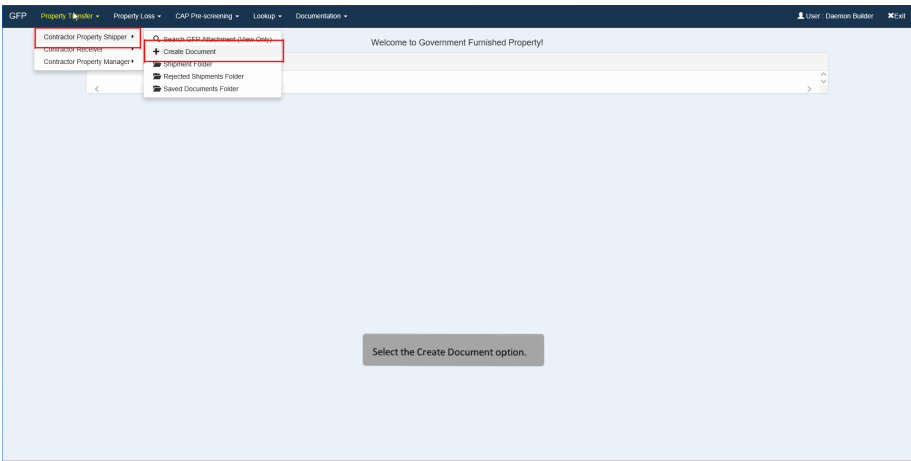 GFP Property Transfer Property Loss CAP Pre-screening Lookup Documentation User : Daemon Builder Exit
Contractor Property Shipper
Contractor Receiver
Contractor Property Manager
Search GFP Attachment (View Only)
Create Document
Shipment Folder
Rejected Shipments Folder
Saved Documents Folder
Welcome to Government Furnished Property!
Select the Create Document option.